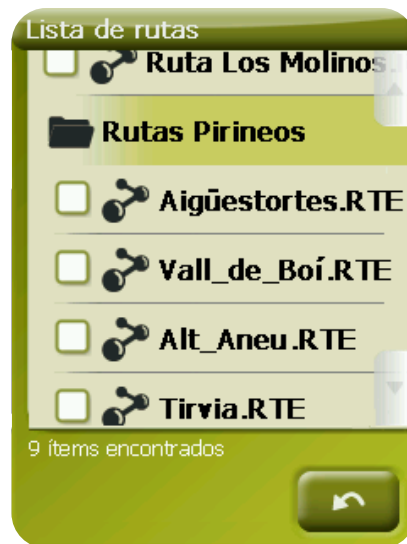 Lista de rutas
Ruta Los Molinos.
Rutas Pirineos
Aigüestortes.RTE
Vall_de_Boí.RTE
Alt_Aneu.RTE
Tirvia.RTE
9 ítems encontrados